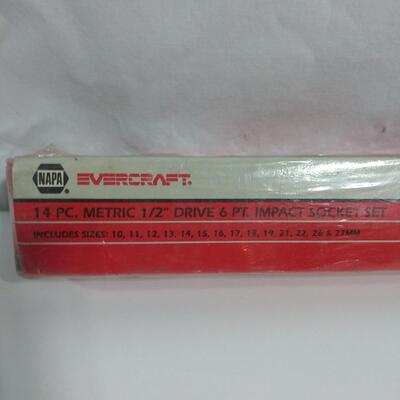 NAPA EVERCRAFT.
14 PC. METRIC 1/2" DRIVE 6 PT. IMPACT SOCKET SET
INCLUDES SIZES: 10, 11, 12, 13, 14, 15, 16, 17, 18, 19, 21, 22, 26 & 27MM